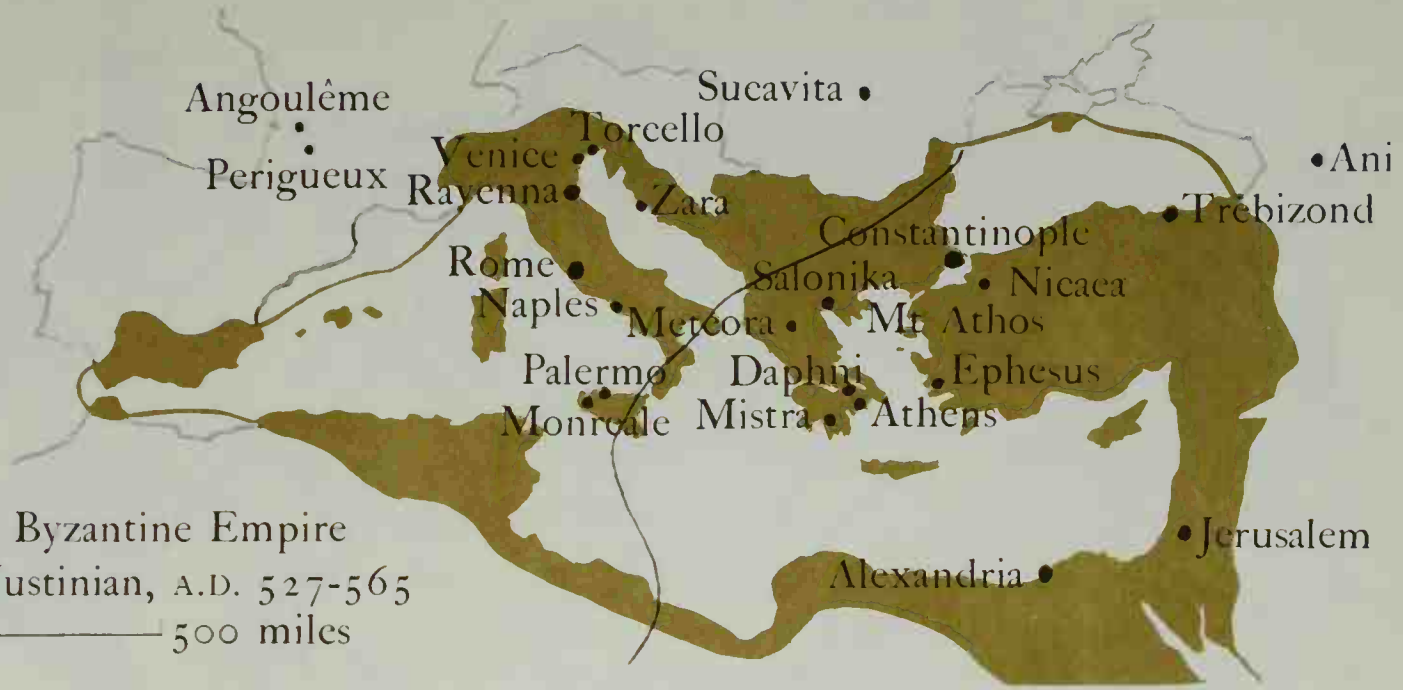 Sucavita
Angoulême
Torcello
Venice
Ani
Perigueux
Ravenna
Zara
Trebizond
Constantinople
Rome
Salonika
Nicaea
Naples
Meteora
Mt Athos
Palermo
Daphni
Ephesus
Monreale
Mistra
Athens
Byzantine Empire
ustinian, A.D. 527-565
500 miles
Jerusalem
Alexandria